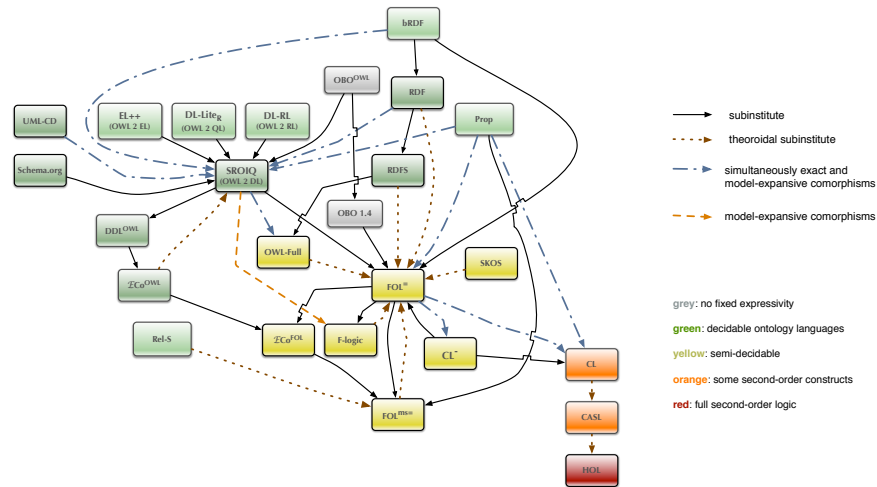 bRDF
OBO^OWL
RDF
UML-CD
EL++
(OWL 2 EL)
DL-Lite_R
(OWL 2 QL)
DL-RL
(OWL 2 RL)
Prop
subinstitute
theoroidal subinstitute
simultaneously exact and
model-expansive comorphisms
model-expansive comorphisms
Schema.org
SROIQ
(OWL 2 DL)
RDFS
OBO 1.4
DDL^OWL
OWL-Full
SKOS
ℰCo^OWL
FOL^=
grey: no fixed expressivity
green: decidable ontology languages
yellow: semi-decidable
orange: some second-order constructs
red: full second-order logic
Rel-S
ℰCo^FOL
F-logic
CL^-
CL
FOL^ms=
CASL
HOL